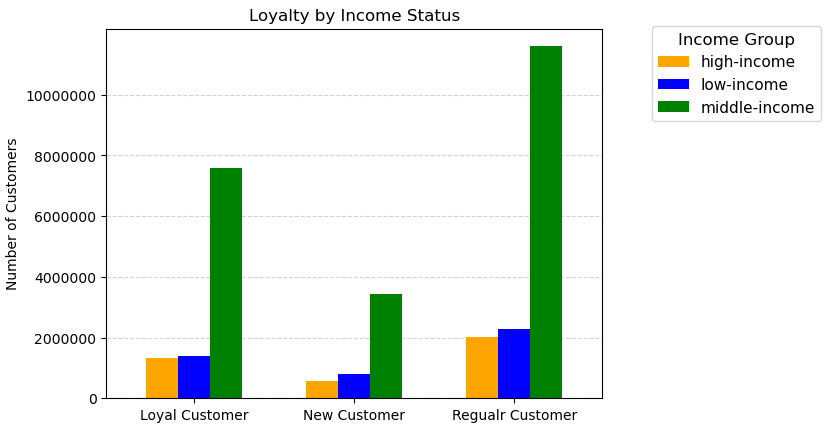 Loyalty by Income Status
Income Group
high-income
low-income
middle-income
Number of Customers
10000000
8000000
6000000
4000000
2000000
0
Loyal Customer
New Customer
Regualr Customer